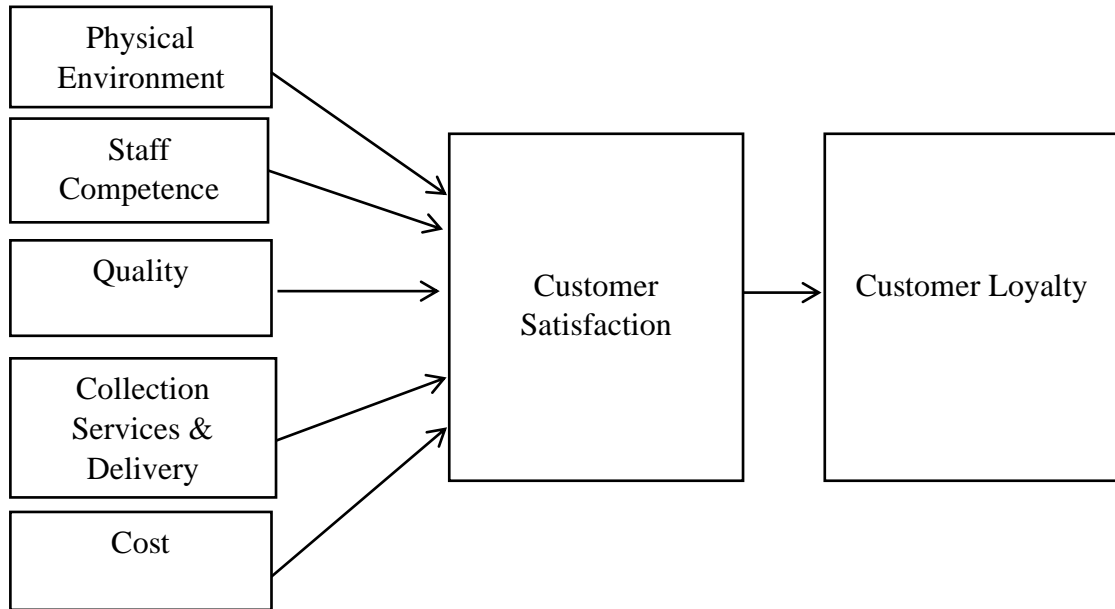 Physical
Environment
Staff
Competence
Quality
Collection
Services &
Delivery
Cost
Customer
Satisfaction
Customer Loyalty